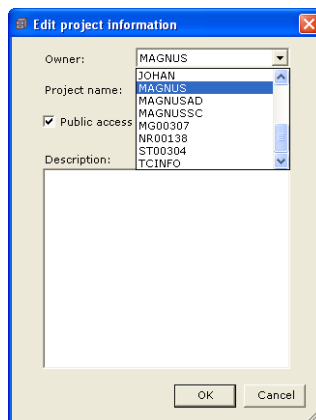 Edit project information
Owner:
MAGNUS
JOHAN
MAGNUS
MAGNUSAD
MAGNUSSC
MG00307
NR00138
ST00304
TCINFO
Project name:
Public access
Description:
OK
Cancel